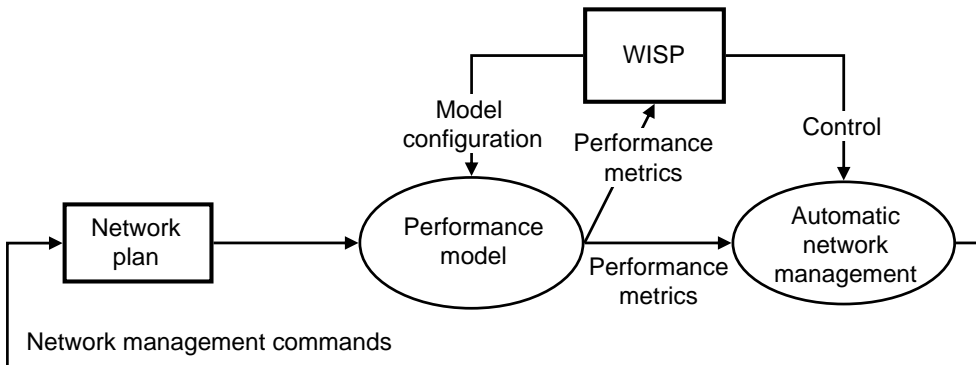 WISP
Model
configuration
Performance
metrics
Control
Network
plan
Performance
model
Automatic
network
management
Performance
metrics
Network management commands